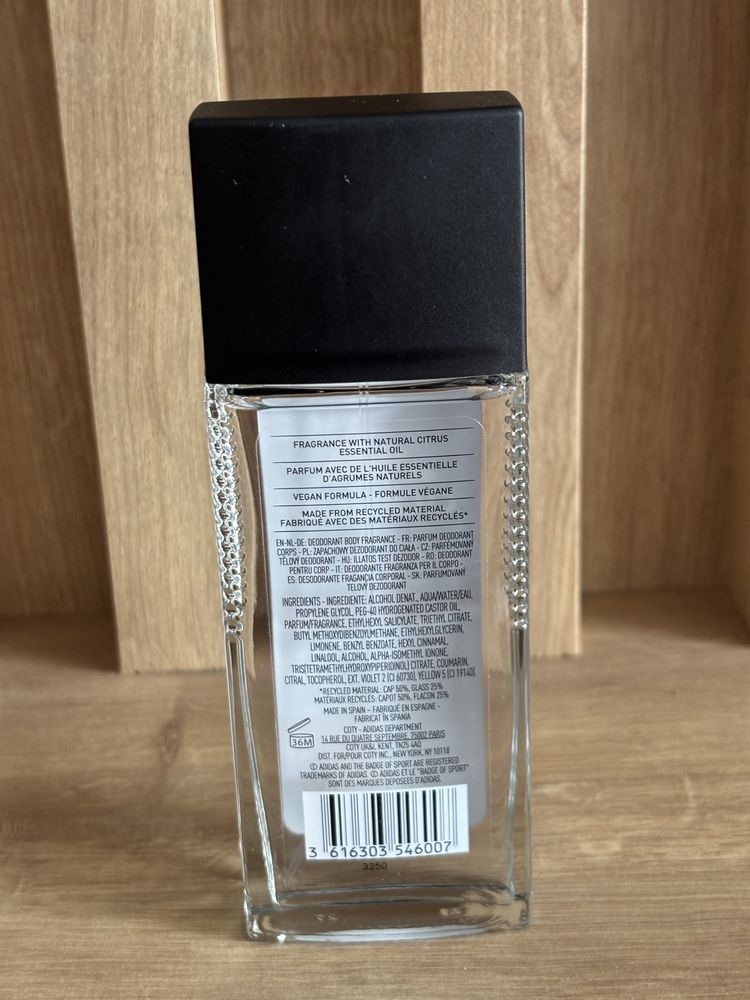 FRAGRANCE WITH NATURAL CITRUS
ESSENTIAL OIL
PARFUM AVEC DE L'HUILE ESSENTIELLE
D'AGRUMES NATURELS
VEGAN FORMULA - FORMULE VÉGANE
MADE FROM RECYCLED MATERIAL
FABRIQUÉ AVEC DES MATÉRIAUX RECYCLÉS*
EN-NL-DE: DEODORANT BODY FRAGRANCE - FR: PARFUM DEODORANT
CORPS - PL: ZAPACHOWY DEZODORANT DO CIAŁA - CZ: PARFÉMOVANÝ
TĚLOVÝ DEODORANT - HU: ILLATOS TEST DEZODOR - RO: DEODORANT
PENTRU CORP - IT: DEODORANTE FRAGRANZA PER IL CORPO -
ES: DESODORANTE FRAGANCIA CORPORAL - SK: PARFUMOVANÝ
TELOVÝ DEZODORANT
INGREDIENTS - INGREDIENTE: ALCOHOL DENAT., AQUA/WATER/EAU,
PROPYLENE GLYCOL, PEG-40 HYDROGENATED CASTOR OIL,
PARFUM/FRAGRANCE, ETHYLHEXYL SALICYLATE, TRIETHYL CITRATE,
BUTYL METHOXYDIBENZOYLMETHANE, ETHYLHEXYLGLYCERIN,
LIMONENE, BENZYL BENZOATE, HEXYL CINNAMAL,
LINALOOL, ALCOHOL, ALPHA-ISOMETHYL IONONE,
TRIS(TETRAMETHYLHYDROXYPIPERIDINOL) CITRATE, COUMARIN,
CITRAL, TOCOPHEROL, EXT. VIOLET 2 (CI 60730), YELLOW 5 (CI 19140).
*RECYCLED MATERIAL: CAP 50%, GLASS 25%
MATÉRIAUX RECYCLÉS: CAPOT 50%, FLACON 25%
MADE IN SPAIN – FABRIQUÉ EN ESPAGNE -
FABRICAT ÎN SPANIA
COTY - ADIDAS DEPARTMENT
14 RUE DU QUATRE SEPTEMBRE, 75002 PARIS
COTY UK&I, KENT, TN25 4AQ
DIST. FOR/POUR COTY INC., NEW YORK, NY 10118
36M
© ADIDAS AND THE BADGE OF SPORT ARE REGISTERED
TRADEMARKS OF ADIDAS. © ADIDAS ET LE "BADGE OF SPORT"
SONT DES MARQUES DEPOSÉES D'ADIDAS.
3 616303 546007
3250